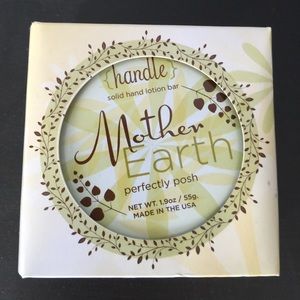 {handle}
solid hand lotion bar
Mother
Earth
perfectly posh
NET WT. 1.9oz / 55g.
MADE IN THE USA